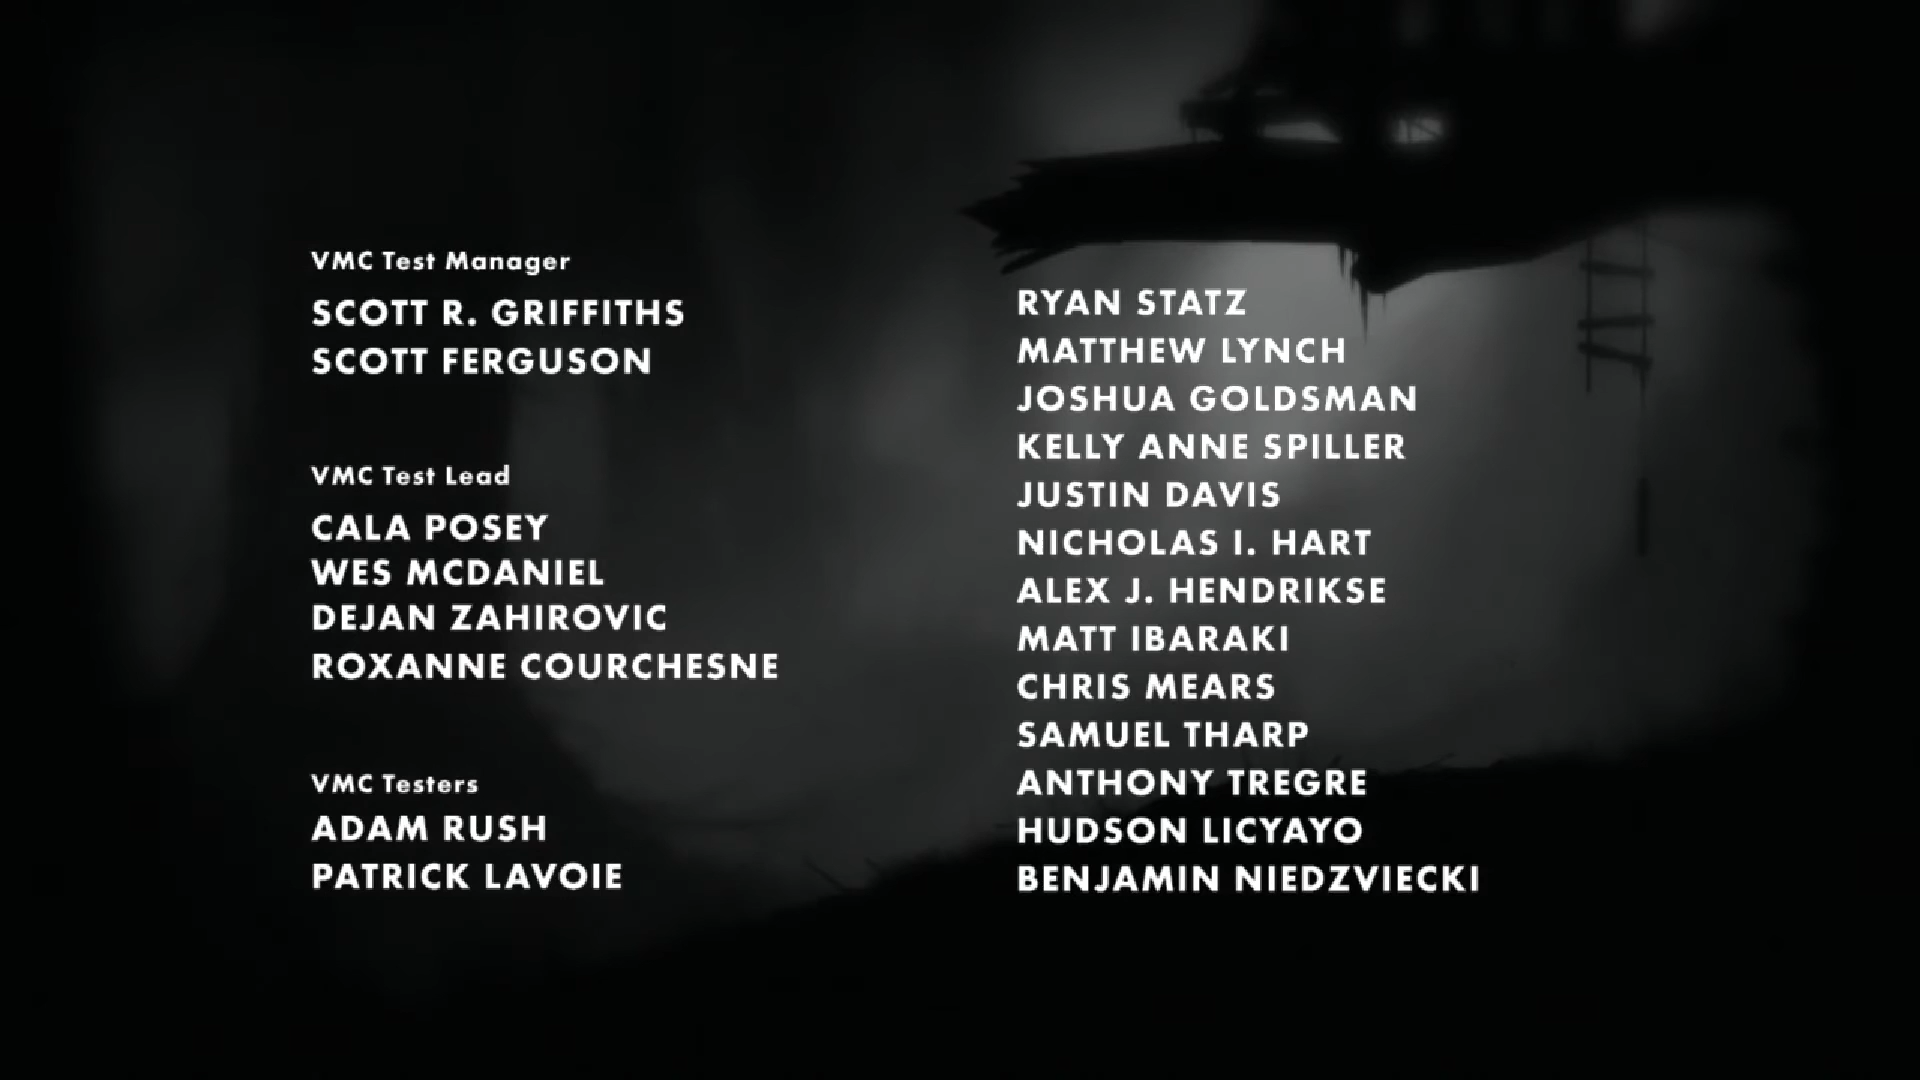 VMC Test Manager
SCOTT R. GRIFFITHS
SCOTT FERGUSON
VMC Test Lead
CALA POSEY
WES MCDANIEL
DEJAN ZAHIROVIC
ROXANNE COURCHESNE
VMC Testers
ADAM RUSH
PATRICK LAVOIE
RYAN STATZ
MATTHEW LYNCH
JOSHUA GOLDSMAN
KELLY ANNE SPILLER
JUSTIN DAVIS
NICHOLAS I. HART
ALEX J. HENDRIKSE
MATT IBARAKI
CHRIS MEARS
SAMUEL THARP
ANTHONY TREGRE
HUDSON LICYAYO
BENJAMIN NIEDZVIECKI